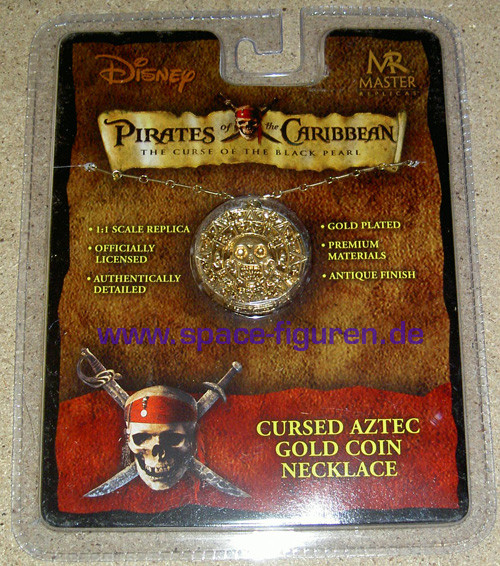 Disney
MR
MASTER
REPLICAS
PIRATES of the CARIBBEAN
THE CURSE OF THE BLACK PEARL
• 1:1 SCALE REPLICA
• OFFICIALLY
LICENSED
• AUTHENTICALLY
DETAILED
• GOLD PLATED
• PREMIUM
MATERIALS
• ANTIQUE FINISH
www.space-figuren.de
CURSED AZTEC
GOLD COIN
NECKLACE